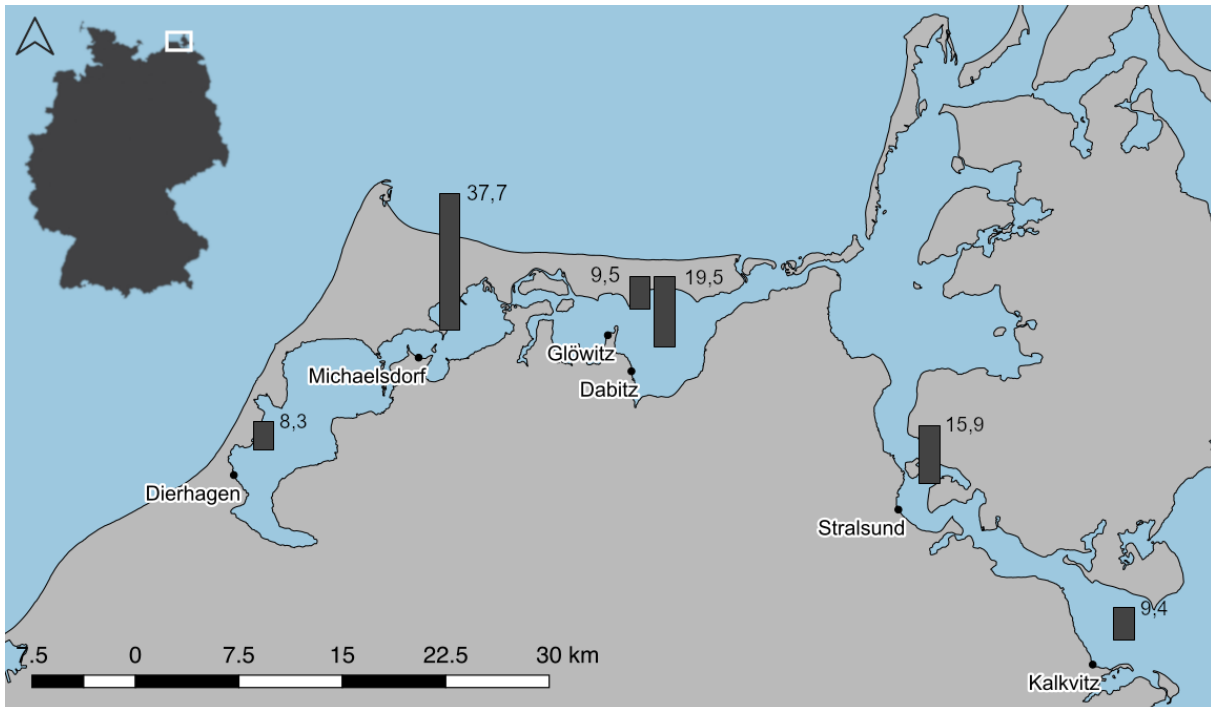 37,7
9,5
19,5
Glöwitz
Michaelsdorf
Dabitz
8,3
15,9
Dierhagen
Stralsund
9,4
7.5 0 7.5 15 22.5 30 km
Kalkvitz